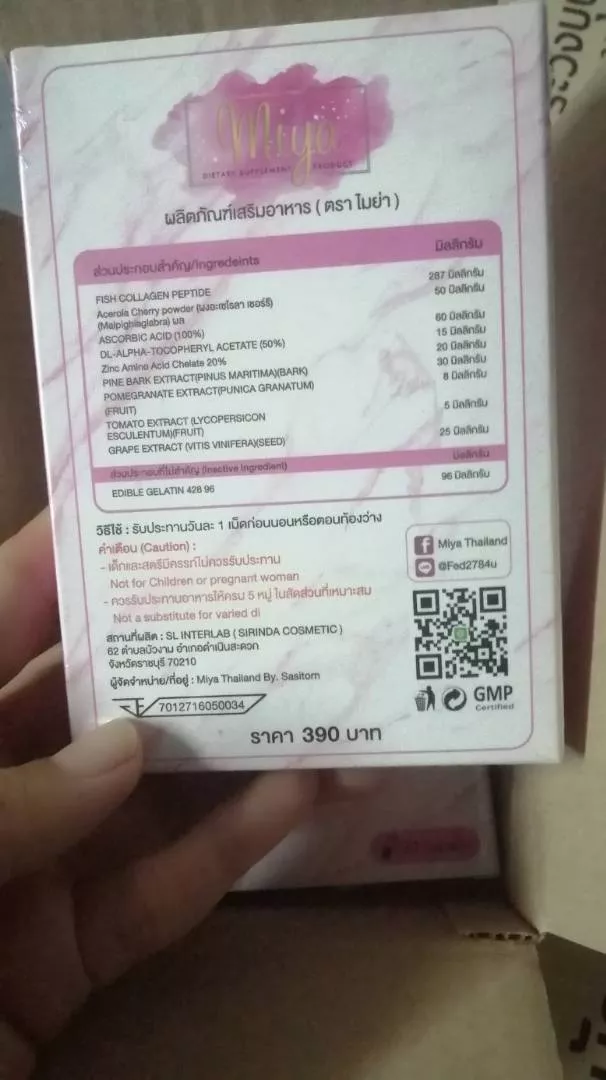 Miya
DIETARY SUPPLEMENT PRODUCT
ผลิตภัณฑ์เสริมอาหาร ( ตรา ไมย่า )
ส่วนประกอบสำคัญ/Ingredeints มิลลิกรัม
FISH COLLAGEN PEPTIDE 287 มิลลิกรัม
Acerola Cherry powder (ผงอะเซโรลา เชอร์รี่) 50 มิลลิกรัม
(Malpighiaglabra) ผล
ASCORBIC ACID (100%) 60 มิลลิกรัม
DL-ALPHA-TOCOPHERYL ACETATE (50%) 15 มิลลิกรัม
Zinc Amino Acid Chelate 20% 20 มิลลิกรัม
PINE BARK EXTRACT(PINUS MARITIMA)(BARK) 30 มิลลิกรัม
POMEGRANATE EXTRACT(PUNICA GRANATUM) 8 มิลลิกรัม
(FRUIT)
TOMATO EXTRACT (LYCOPERSICON 5 มิลลิกรัม
ESCULENTUM)(FRUIT)
GRAPE EXTRACT (VITIS VINIFERA)(SEED) 25 มิลลิกรัม
ส่วนประกอบที่ไม่สำคัญ (Inactive Ingredient) มิลลิกรัม
EDIBLE GELATIN 428 96 96 มิลลิกรัม
วิธีใช้ : รับประทานวันละ 1 เม็ดก่อนนอนหรือตอนท้องว่าง
คำเตือน (Caution) :
- เด็กและสตรีมีครรภ์ไม่ควรรับประทาน
Not for Children or pregnant woman
- ควรรับประทานอาหารให้ครบ 5 หมู่ ในสัดส่วนที่เหมาะสม
Not a substitute for varied di
Miya Thailand
@Fed2784u
สถานที่ผลิต : SL INTERLAB ( SIRINDA COSMETIC )
62 ตำบลบัวงาม อำเภอดำเนินสะดวก
จังหวัดราชบุรี 70210
ผู้จัดจำหน่าย/ที่อยู่ : Miya Thailand By. Sasitorn
7012716050034
GMP
Certified
ราคา 390 บาท
ระวังบุบ